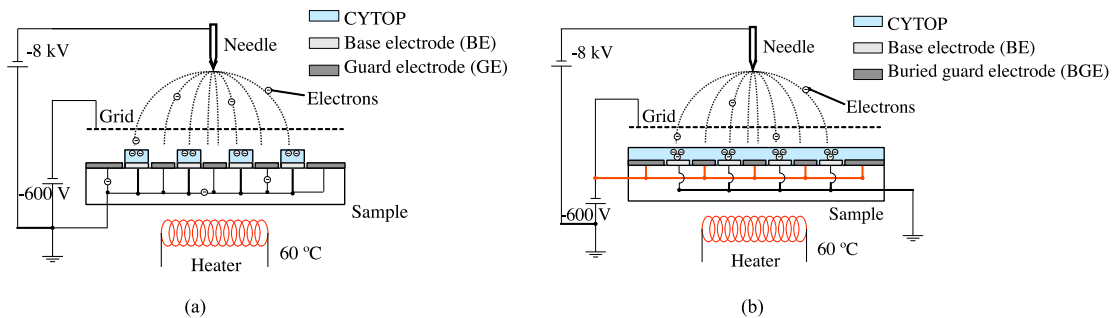 -8 kV
Needle
CYTOP
Base electrode (BE)
Guard electrode (GE)
Electrons
Grid
-600 V
Sample
Heater
60 °C
(a)
-8 kV
Needle
CYTOP
Base electrode (BE)
Buried guard electrode (BGE)
Electrons
Grid
-600 V
Sample
Heater
60 °C
(b)